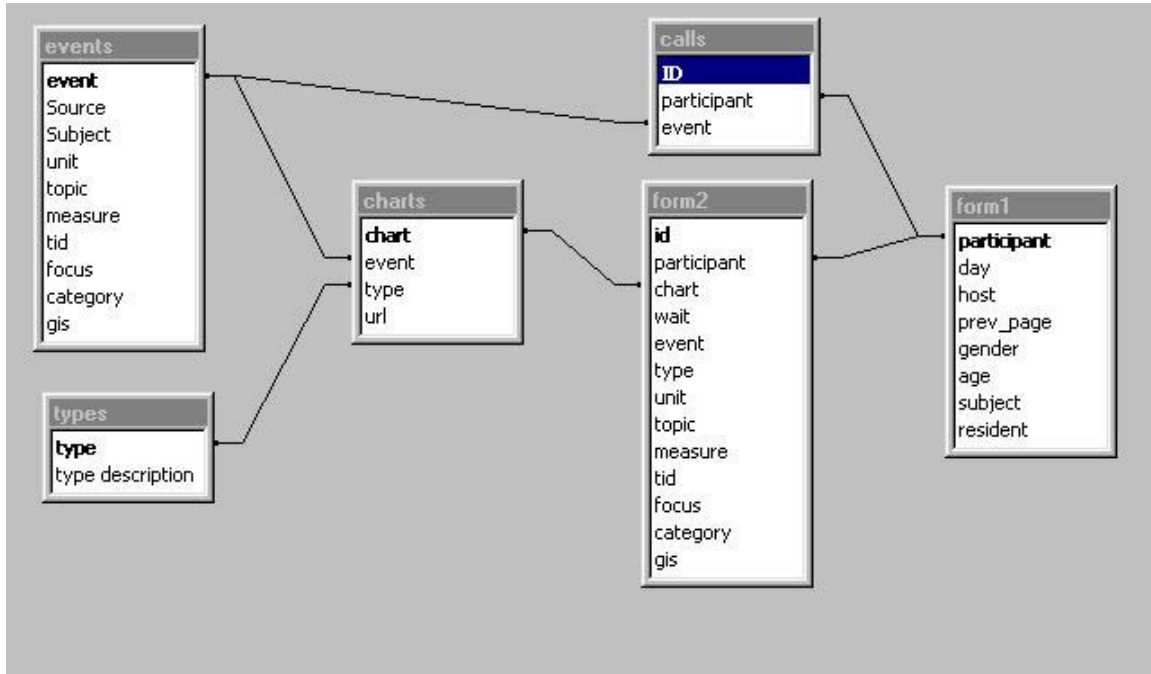 events
event
Source
Subject
unit
topic
measure
tid
focus
category
gis
types
type
type description
charts
chart
event
type
url
calls
ID
participant
event
form2
id
participant
chart
wait
event
type
unit
topic
measure
tid
focus
category
gis
form1
participant
day
host
prev_page
gender
age
subject
resident